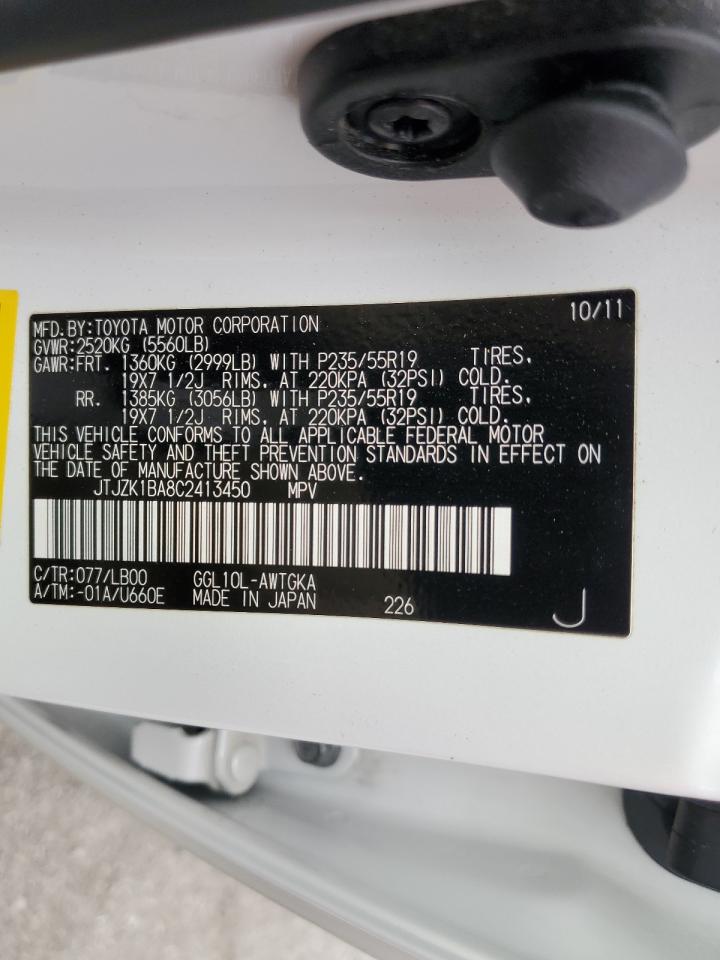 10/11
MFD.BY:TOYOTA MOTOR CORPORATION
GVWR:2520KG (5560LB)
GAWR:FRT. 1360KG (2999LB) WITH P235/55R19 TIRES,
19X7 1/2J RIMS, AT 220KPA (32PSI) COLD.
RR. 1385KG (3056LB) WITH P235/55R19 TIRES,
19X7 1/2J RIMS, AT 220KPA (32PSI) COLD.
THIS VEHICLE CONFORMS TO ALL APPLICABLE FEDERAL MOTOR
VEHICLE SAFETY AND THEFT PREVENTION STANDARDS IN EFFECT ON
THE DATE OF MANUFACTURE SHOWN ABOVE.
JTJZK1BA8C2413450 MPV
C/TR:077/LB00 GGL10L-AWTGKA
A/TM:-01A/U660E MADE IN JAPAN 226 J